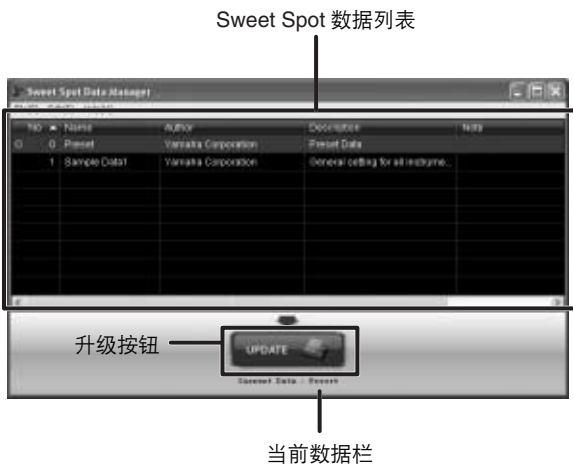 Sweet Spot 数据列表
Sweet Spot Data Manager
No Name Author Description Note
0 Preset Yamaha Corporation Preset Data
1 Sample Data1 Yamaha Corporation General setting for all instrume...
升级按钮
UPDATE
Data : Preset
当前数据栏